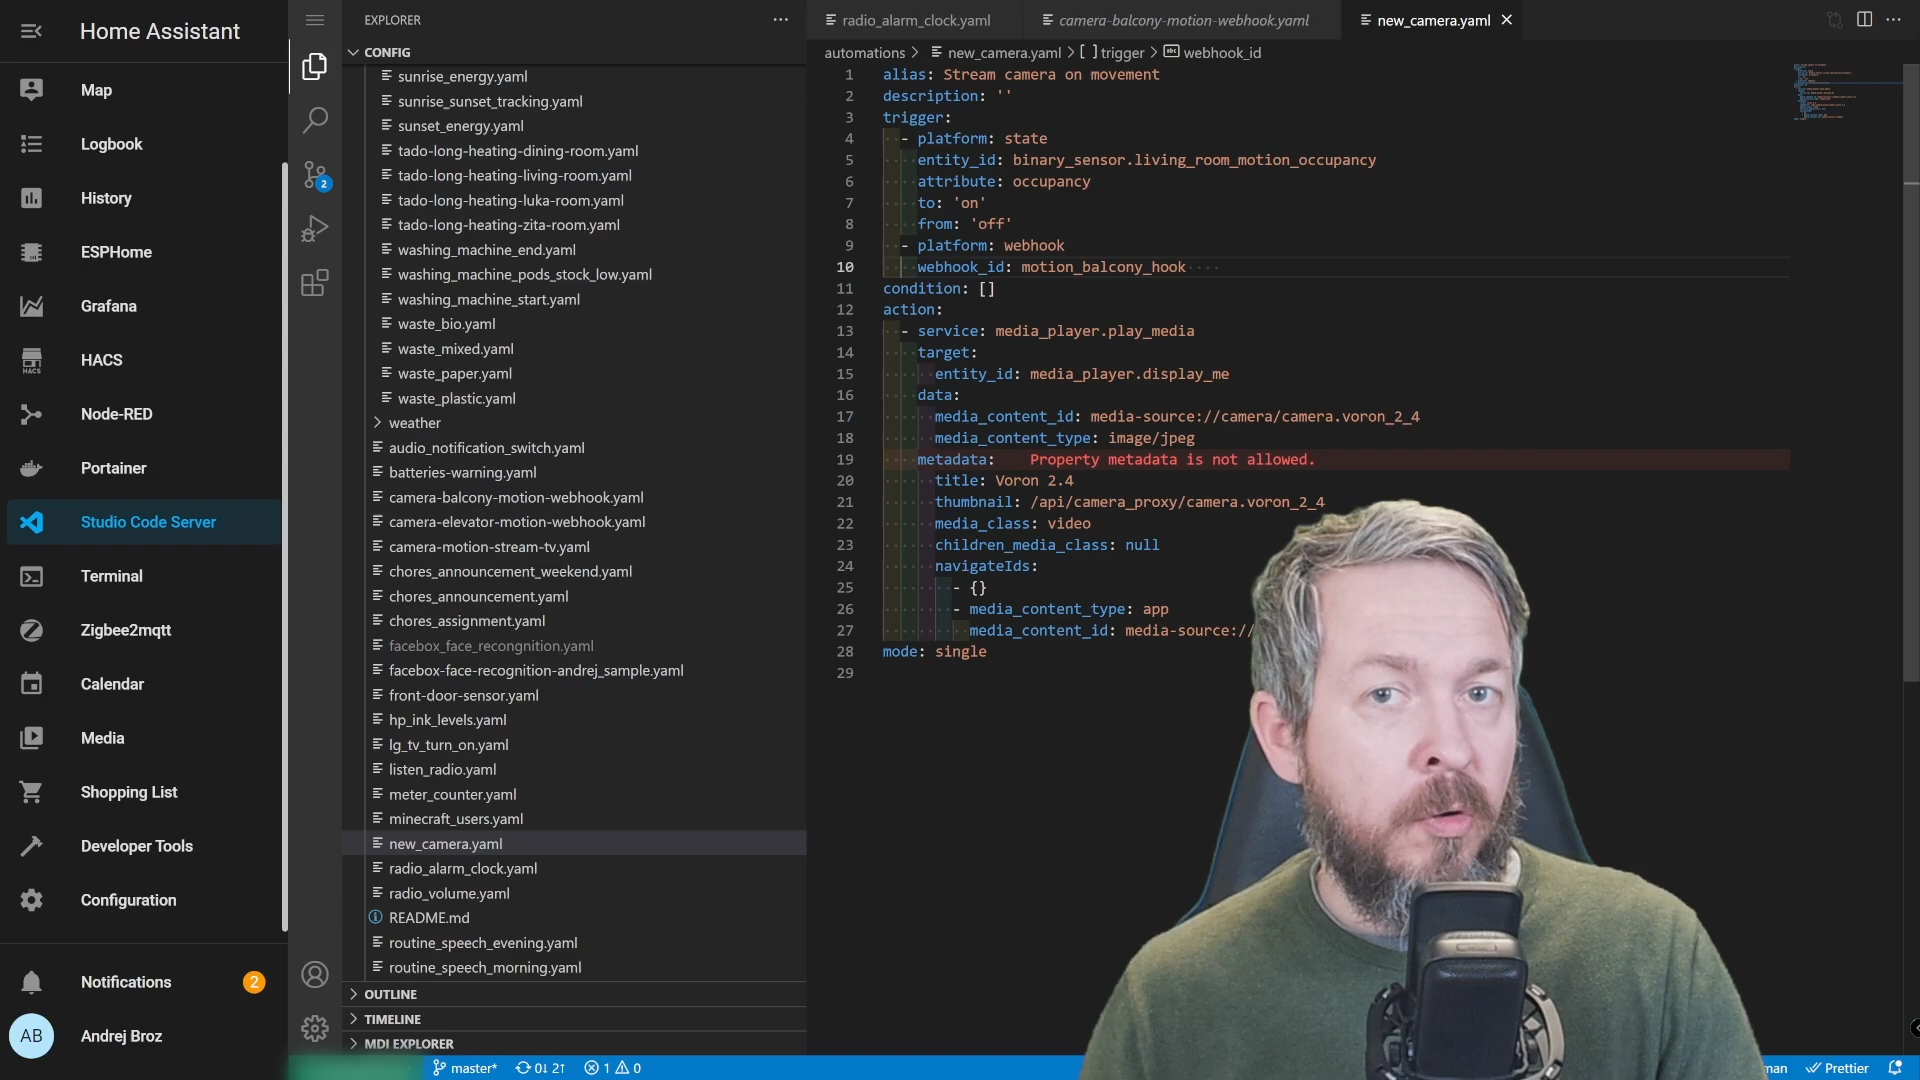 Home Assistant
Map
Logbook
History
ESPHome
Grafana
HACS
HACS
Node-RED
Portainer
Studio Code Server
Terminal
Zigbee2mqtt
Calendar
Media
Shopping List
Developer Tools
Configuration
Notifications
2
AB
Andrej Broz
2
EXPLORER
CONFIG
sunrise_energy.yaml
sunrise_sunset_tracking.yaml
sunset_energy.yaml
tado-long-heating-dining-room.yaml
tado-long-heating-living-room.yaml
tado-long-heating-luka-room.yaml
tado-long-heating-zita-room.yaml
washing_machine_end.yaml
washing_machine_pods_stock_low.yaml
washing_machine_start.yaml
waste_bio.yaml
waste_mixed.yaml
waste_paper.yaml
waste_plastic.yaml
weather
audio_notification_switch.yaml
batteries-warning.yaml
camera-balcony-motion-webhook.yaml
camera-elevator-motion-webhook.yaml
camera-motion-stream-tv.yaml
chores_announcement_weekend.yaml
chores_announcement.yaml
chores_assignment.yaml
facebox_face_recongnition.yaml
facebox-face-recognition-andrej_sample.yaml
front-door-sensor.yaml
hp_ink_levels.yaml
lg_tv_turn_on.yaml
listen_radio.yaml
meter_counter.yaml
minecraft_users.yaml
new_camera.yaml
radio_alarm_clock.yaml
radio_volume.yaml
README.md
routine_speech_evening.yaml
routine_speech_morning.yaml
OUTLINE
TIMELINE
MDI EXPLORER
radio_alarm_clock.yaml
camera-balcony-motion-webhook.yaml
new_camera.yaml
automations > new_camera.yaml > [ ] trigger > webhook_id
1 alias: Stream camera on movement
2 description: ''
3 trigger:
4 - platform: state
5 entity_id: binary_sensor.living_room_motion_occupancy
6 attribute: occupancy
7 to: 'on'
8 from: 'off'
9 - platform: webhook
10 webhook_id: motion_balcony_hook
11 condition: []
12 action:
13 - service: media_player.play_media
14 target:
15 entity_id: media_player.display_me
16 data:
17 media_content_id: media-source://camera/camera.voron_2_4
18 media_content_type: image/jpeg
19 metadata: Property metadata is not allowed.
20 title: Voron 2.4
21 thumbnail: /api/camera_proxy/camera.voron_2_4
22 media_class: video
23 children_media_class: null
24 navigateIds:
25 - {}
26 - media_content_type: app
27 media_content_id: media-source://
28 mode: single
29
master* 0↓ 2↑ 1 0
Prettier